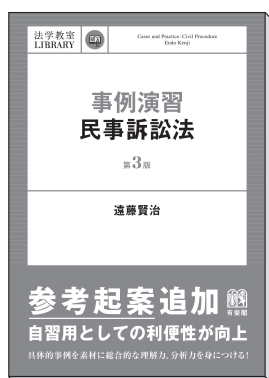 法学教室
LIBRARY
Cases and Practice: Civil Procedure
Endo Kenji
事例演習
民事訴訟法
第3版
遠藤賢治
参考起案追加
有斐閣
自習用としての利便性が向上
具体的事例を素材に総合的な理解力、分析力を身につける!